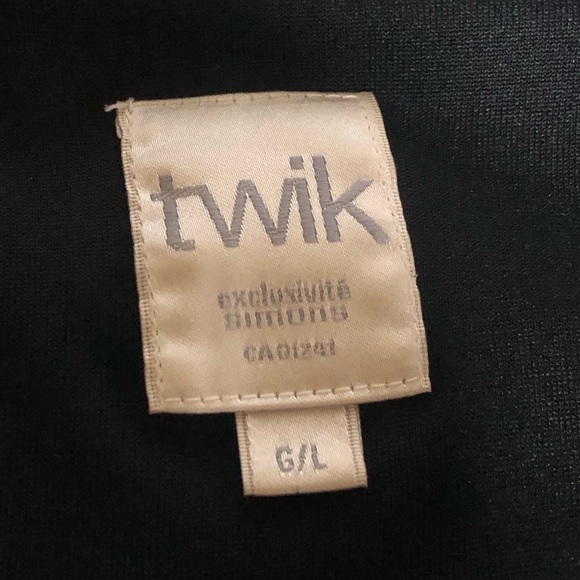 twik
exclusivité
simons
CA01241
G/L